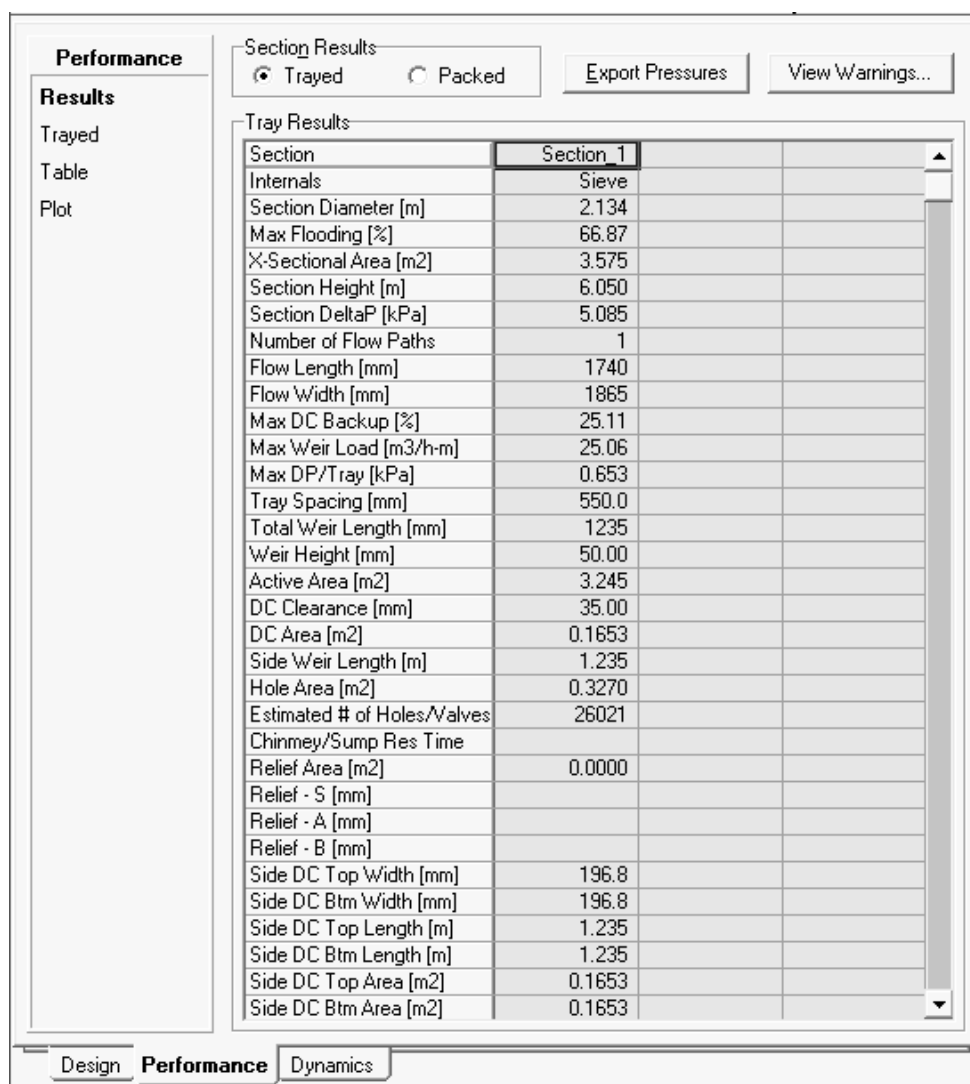 Performance
Results
Trayed
Table
Plot
Section Results
Trayed Packed
Export Pressures
View Warnings...
Tray Results
Section Section_1
Internals Sieve
Section Diameter [m] 2.134
Max Flooding [%] 66.87
X-Sectional Area [m2] 3.575
Section Height [m] 6.050
Section DeltaP [kPa] 5.085
Number of Flow Paths 1
Flow Length [mm] 1740
Flow Width [mm] 1865
Max DC Backup [%] 25.11
Max Weir Load [m3/h-m] 25.06
Max DP/Tray [kPa] 0.653
Tray Spacing [mm] 550.0
Total Weir Length [mm] 1235
Weir Height [mm] 50.00
Active Area [m2] 3.245
DC Clearance [mm] 35.00
DC Area [m2] 0.1653
Side Weir Length [m] 1.235
Hole Area [m2] 0.3270
Estimated # of Holes/Valves 26021
Chinmey/Sump Res Time
Relief Area [m2] 0.0000
Relief - S [mm]
Relief - A [mm]
Relief - B [mm]
Side DC Top Width [mm] 196.8
Side DC Btm Width [mm] 196.8
Side DC Top Length [m] 1.235
Side DC Btm Length [m] 1.235
Side DC Top Area [m2] 0.1653
Side DC Btm Area [m2] 0.1653
Design Performance Dynamics